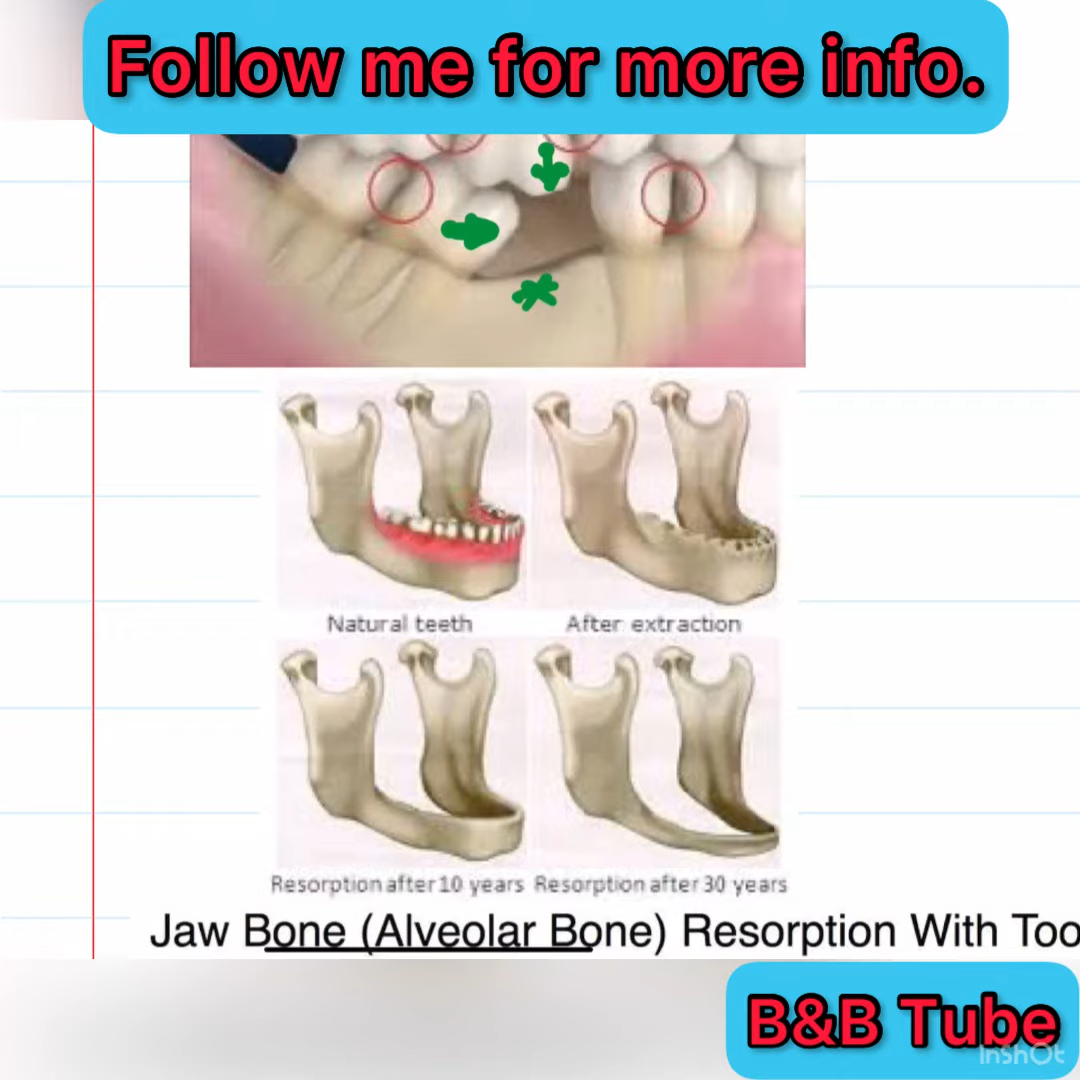 Follow me for more info.
Natural teeth
After extraction
Resorption after 10 years
Resorption after 30 years
Jaw Bone (Alveolar Bone) Resorption With Too
B&B Tube
InShOt